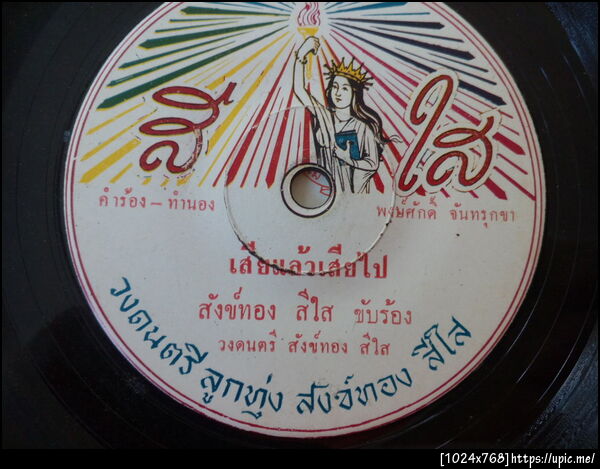 สี ใส
คำร้อง – ทำนอง พงษ์ศักดิ์ จันทรุกขา
เสียแล้วเสียไป
สังข์ทอง สีใส ขับร้อง
วงดนตรี สังข์ทอง สีใส
วงดนตรี ลูกทุ่ง สังข์ทอง สีใส
[1024x768]https://upic.me/